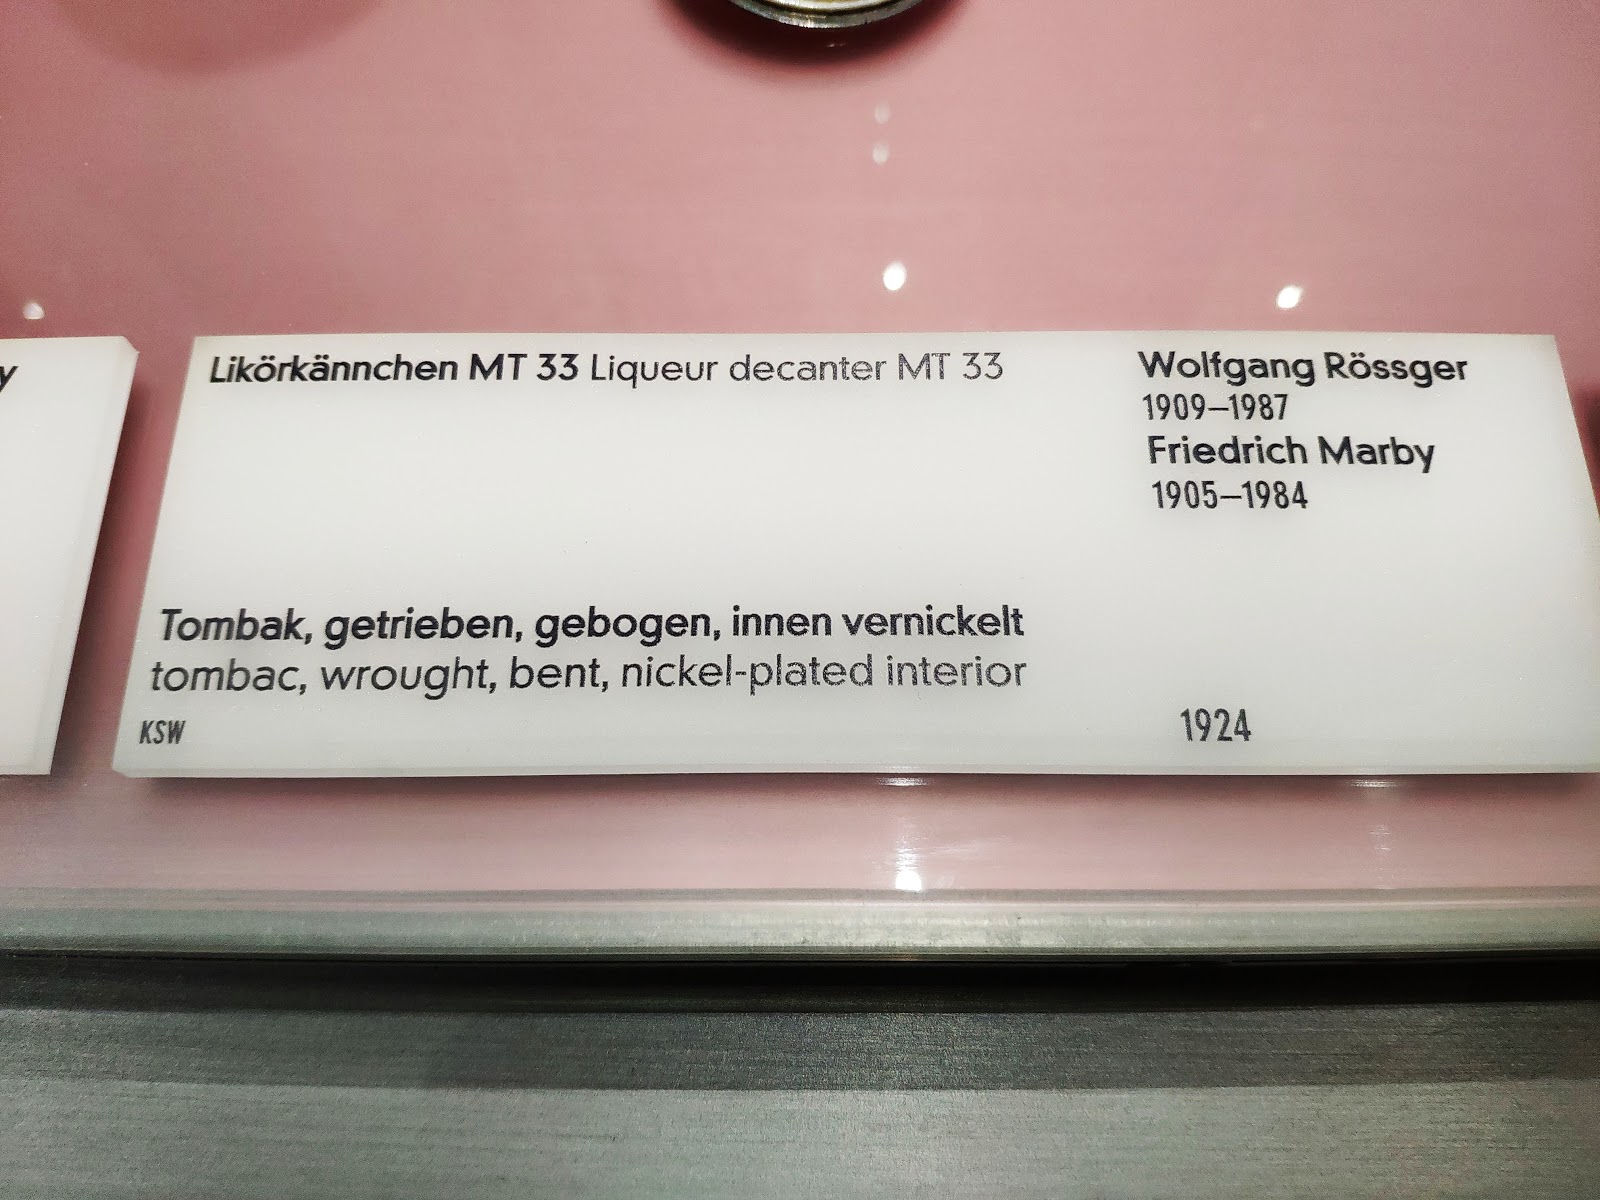 y
Likörkännchen MT 33 Liqueur decanter MT 33
Wolfgang Rössger
1909–1987
Friedrich Marby
1905–1984
Tombak, getrieben, gebogen, innen vernickelt
tombac, wrought, bent, nickel-plated interior
KSW
1924